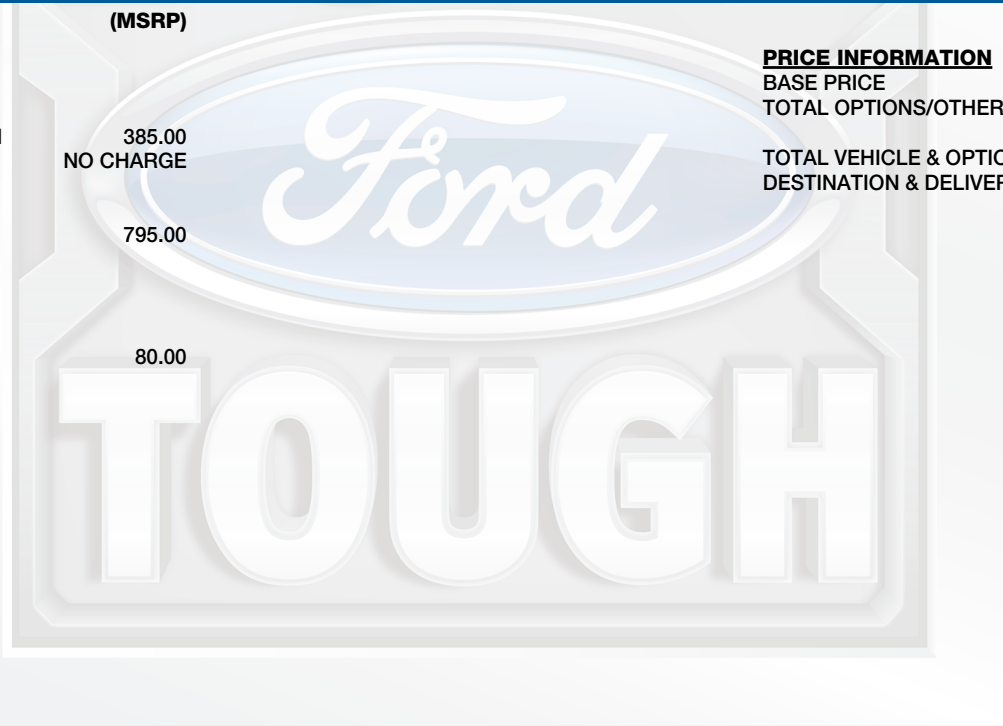 (MSRP)
385.00
NO CHARGE
795.00
80.00
PRICE INFORMATION
BASE PRICE
TOTAL OPTIONS/OTHER
TOTAL VEHICLE & OPTIO
DESTINATION & DELIVER
Ford
TOUGH